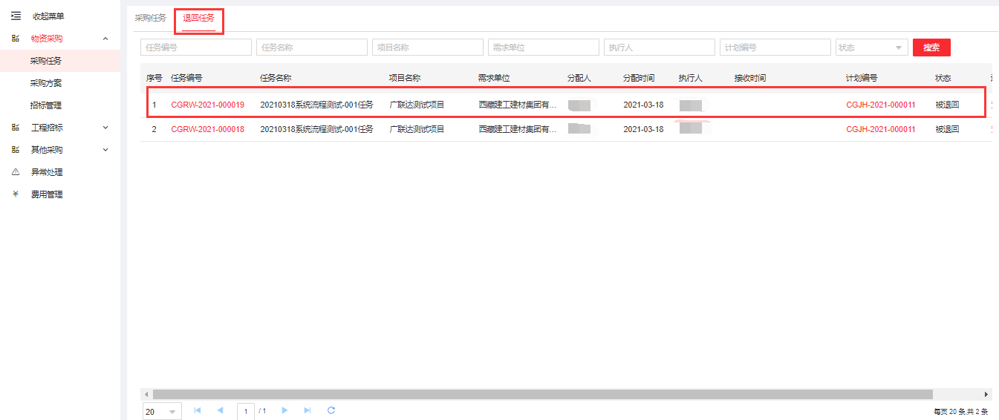 收起菜单
物资采购
采购任务
采购方案
招标管理
工程招标
其他采购
异常处理
¥ 费用管理
采购任务 退回任务
任务编号 任务名称 项目名称 需求单位 执行人 计划编号 状态 搜索
序号 任务编号 任务名称 项目名称 需求单位 分配人 分配时间 执行人 接收时间 计划编号 状态
1 CGRW-2021-000019 20210318系统流程测试-001任务 广联达测试项目 西藏建工建材集团有... 2021-03-18 CGJH-2021-000011 被退回
2 CGRW-2021-000018 20210318系统流程测试-001任务 广联达测试项目 西藏建工建材集团有... 2021-03-18 CGJH-2021-000011 被退回
20 1 / 1 每页 20 条,共 2 条